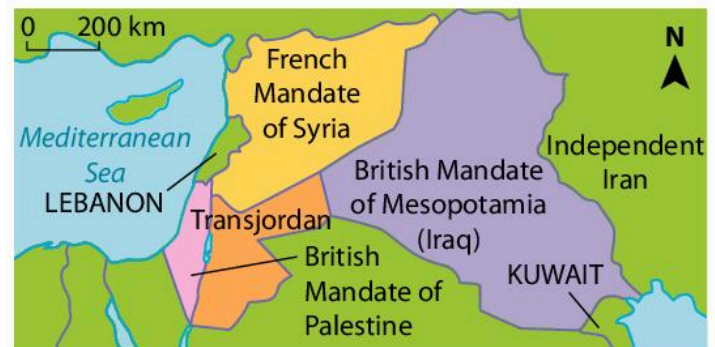 0 200 km
N
French
Mandate
of Syria
Mediterranean
Sea
LEBANON
Independent
Iran
British Mandate
of Mesopotamia
(Iraq)
Transjordan
British
Mandate of
Palestine
KUWAIT